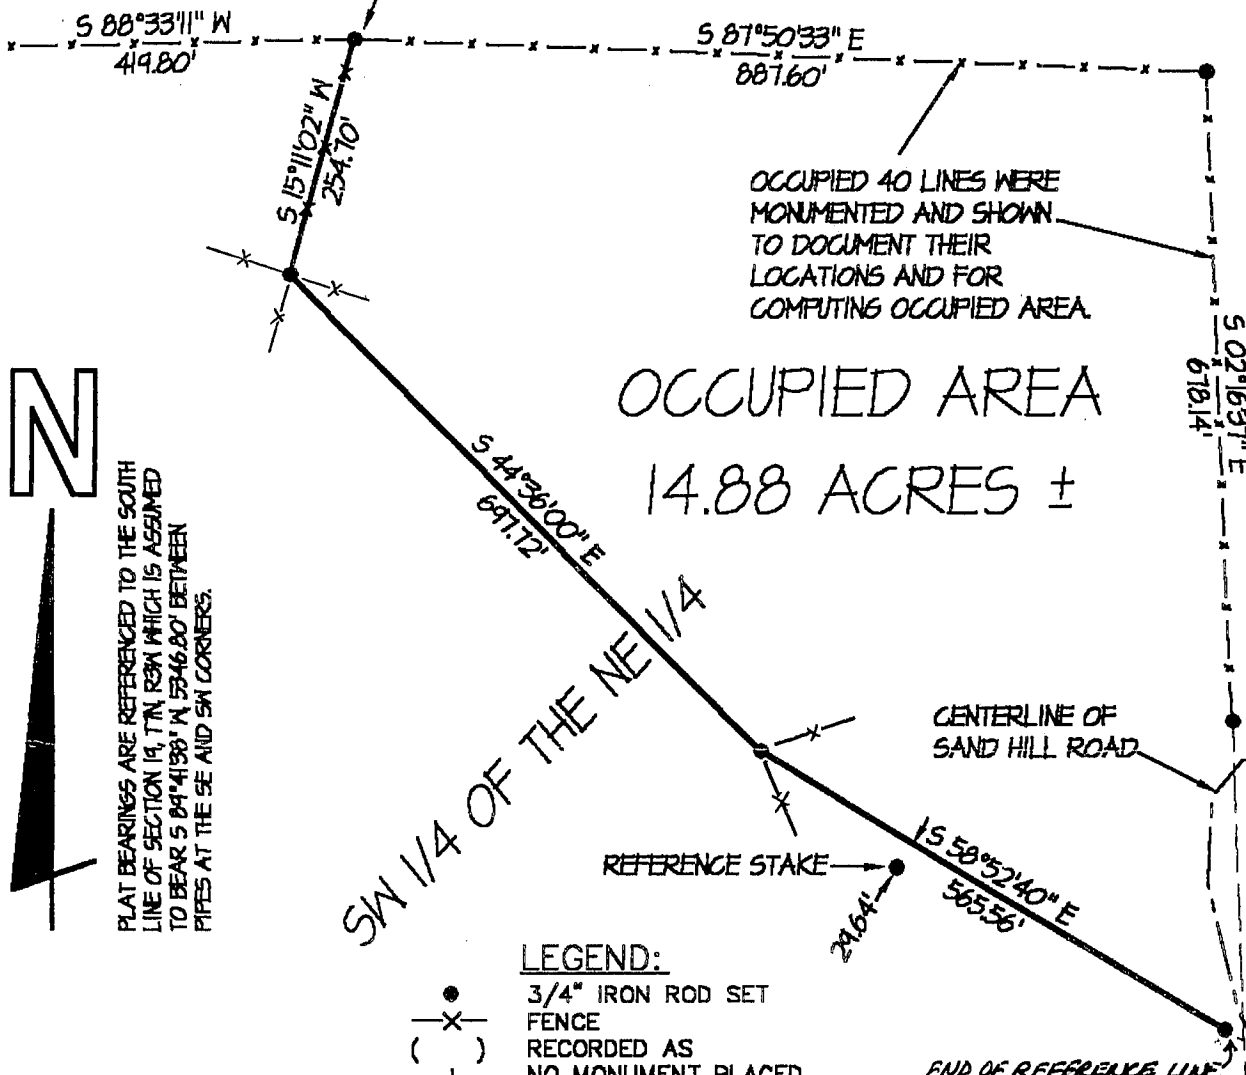 S 88°33'11" W
419.80'
S 87°50'33" E
887.60'
S 15°11'02" W
254.70'
OCCUPIED 40 LINES WERE
MONUMENTED AND SHOWN
TO DOCUMENT THEIR
LOCATIONS AND FOR
COMPUTING OCCUPIED AREA.
S 02°16'37" E
678.14'
OCCUPIED AREA
14.88 ACRES ±
N
PLAT BEARINGS ARE REFERENCED TO THE SOUTH
LINE OF SECTION 19, T7N, R3W WHICH IS ASSUMED
TO BEAR S 89°41'38" W, 5346.80' BETWEEN
PIPES AT THE SE AND SW CORNERS.
S 44°36'00" E
697.72'
SW 1/4 OF THE NE 1/4
CENTERLINE OF
SAND HILL ROAD
REFERENCE STAKE
29.64'
S 58°52'40" E
565.56'
LEGEND:
3/4" IRON ROD SET
FENCE
( ) RECORDED AS
NO MONUMENT PLACED
END OF REFERENCE LINE